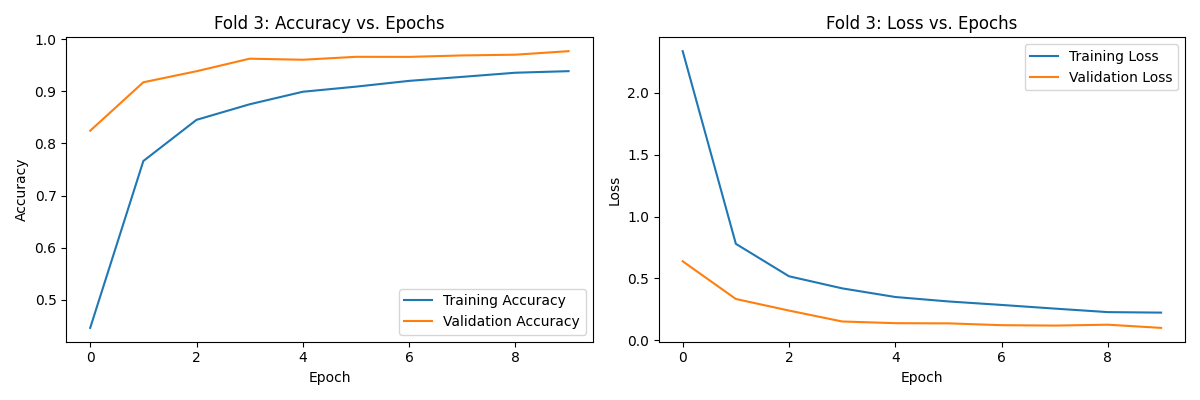 Fold 3: Accuracy vs. Epochs
1.0
0.9
0.8
0.7
0.6
0.5
Accuracy
0 2 4 6 8
Epoch
Training Accuracy
Validation Accuracy
Fold 3: Loss vs. Epochs
2.0
1.5
1.0
0.5
0.0
Loss
0 2 4 6 8
Epoch
Training Loss
Validation Loss